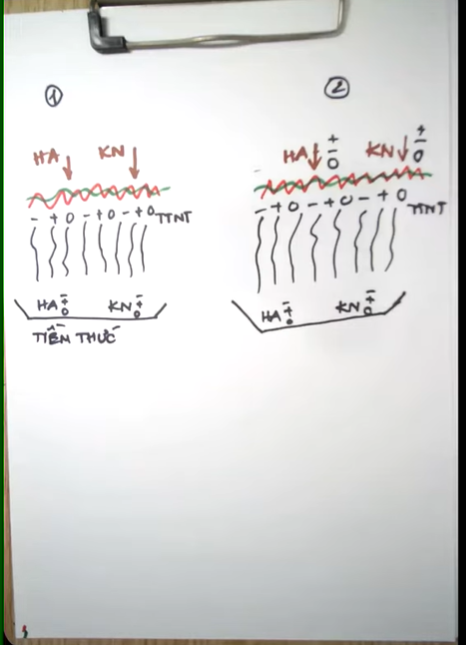 ①
HA ↓ KN ↓
- + 0 - + 0 - + 0 TTNT
HA - + 0 KN - + 0
TIỀM THỨC
②
HA ↓ + - 0 KN ↓ + - 0
- + 0 - + 0 - + 0 TTNT
HA - + 0 KN - + 0